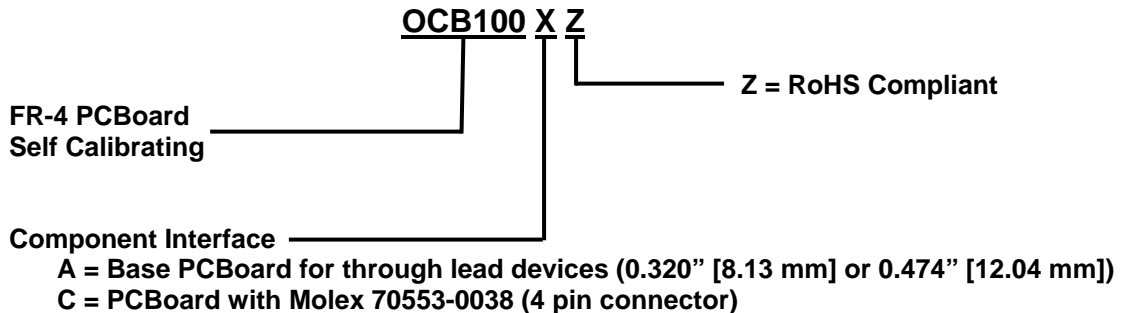 OCB100 X Z
Z = RoHS Compliant
FR-4 PCBoard
Self Calibrating
Component Interface
A = Base PCBoard for through lead devices (0.320” [8.13 mm] or 0.474” [12.04 mm])
C = PCBoard with Molex 70553-0038 (4 pin connector)